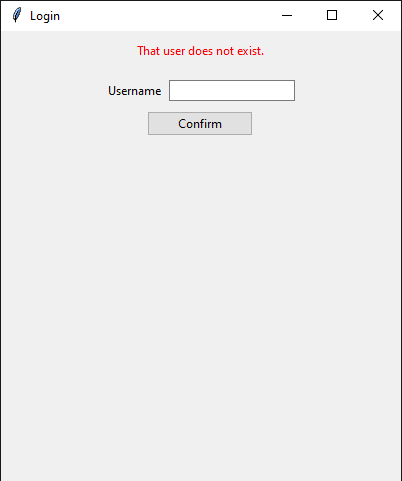 Login
That user does not exist.
Username
Confirm